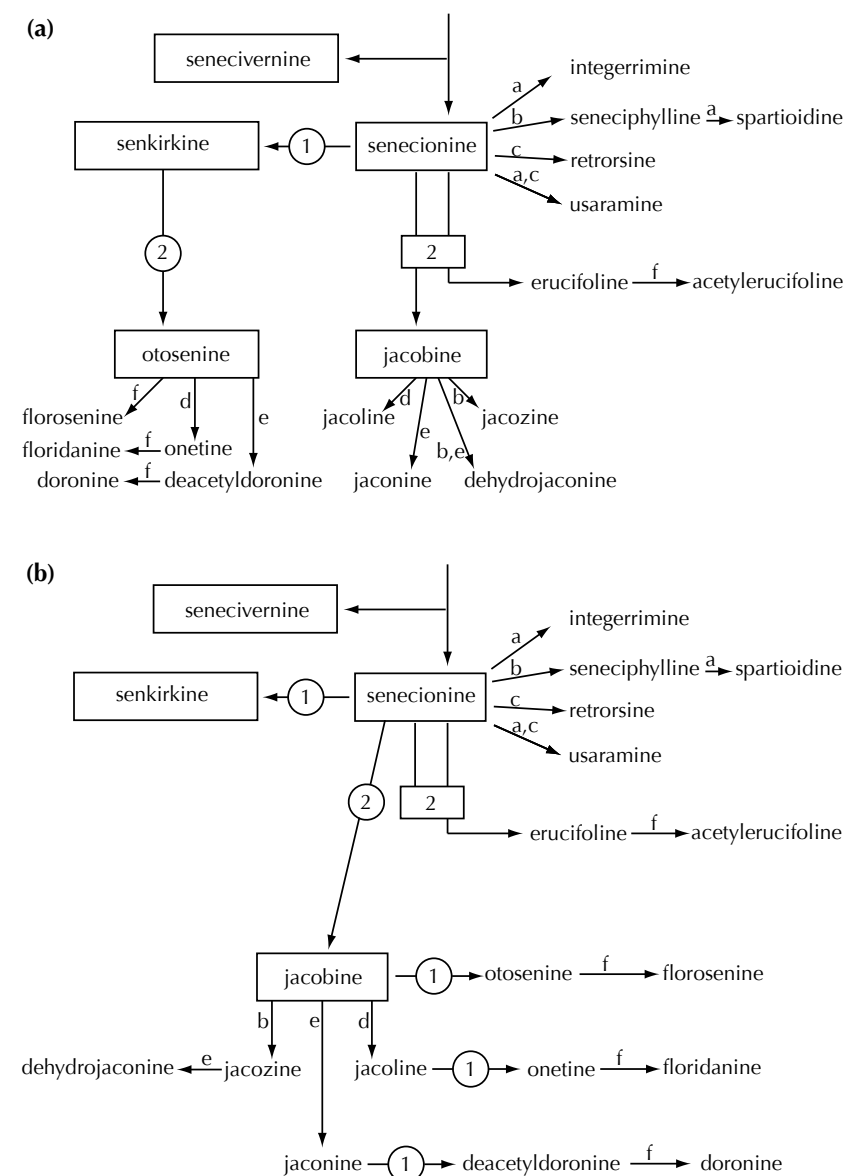 (a)
senecivernine
integerrimine
a
b
seneciphylline
a
spartioidine
senkirkine
1
senecionine
c
retrorsine
a,c
usaramine
2
2
erucifoline
f
acetylerucifoline
otosenine
jacobine
f
d
e
d
b
florosenine
jacoline
jacozine
e
floridanine
f
onetine
b,e
doronine
f
deacetyldoronine
jaconine
dehydrojaconine
(b)
senecivernine
integerrimine
a
b
seneciphylline
a
spartioidine
senkirkine
1
senecionine
c
retrorsine
a,c
usaramine
2
2
erucifoline
f
acetylerucifoline
jacobine
1
otosenine
f
florosenine
b
e
d
dehydrojaconine
e
jacozine
jacoline
1
onetine
f
floridanine
jaconine
1
deacetyldoronine
f
doronine